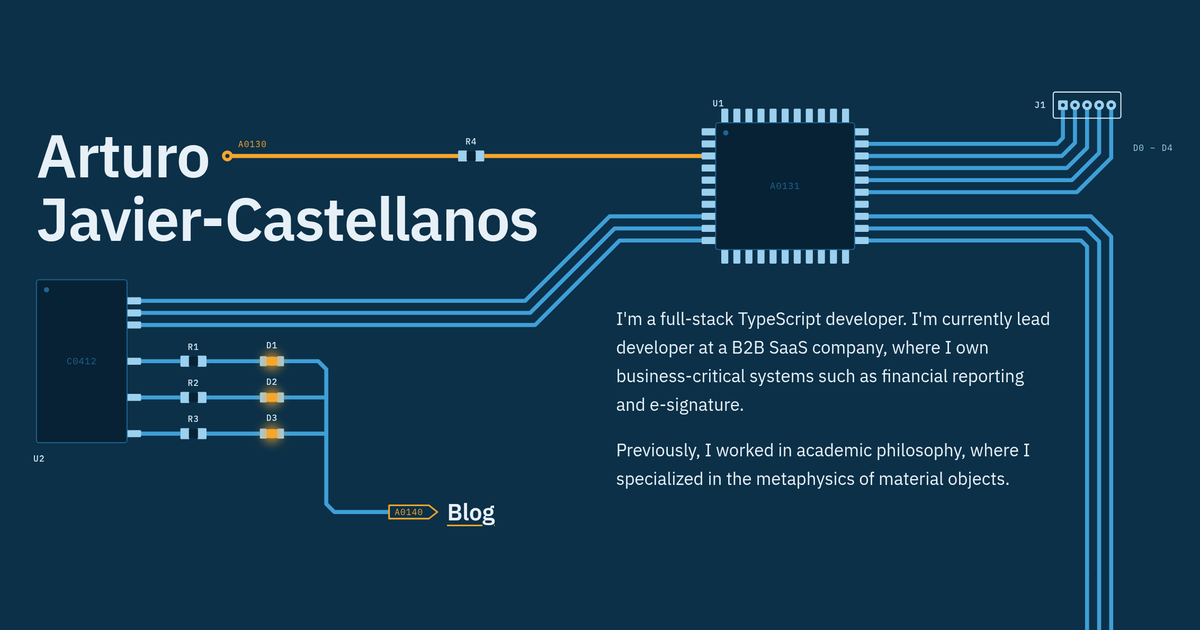 U1
J1
D0 – D4
Arturo
A0130
R4
A0131
Javier-Castellanos
I'm a full-stack TypeScript developer. I'm currently lead
developer at a B2B SaaS company, where I own
business-critical systems such as financial reporting
and e-signature.
Previously, I worked in academic philosophy, where I
specialized in the metaphysics of material objects.
C0412
R1
D1
R2
D2
R3
D3
U2
A0140
Blog